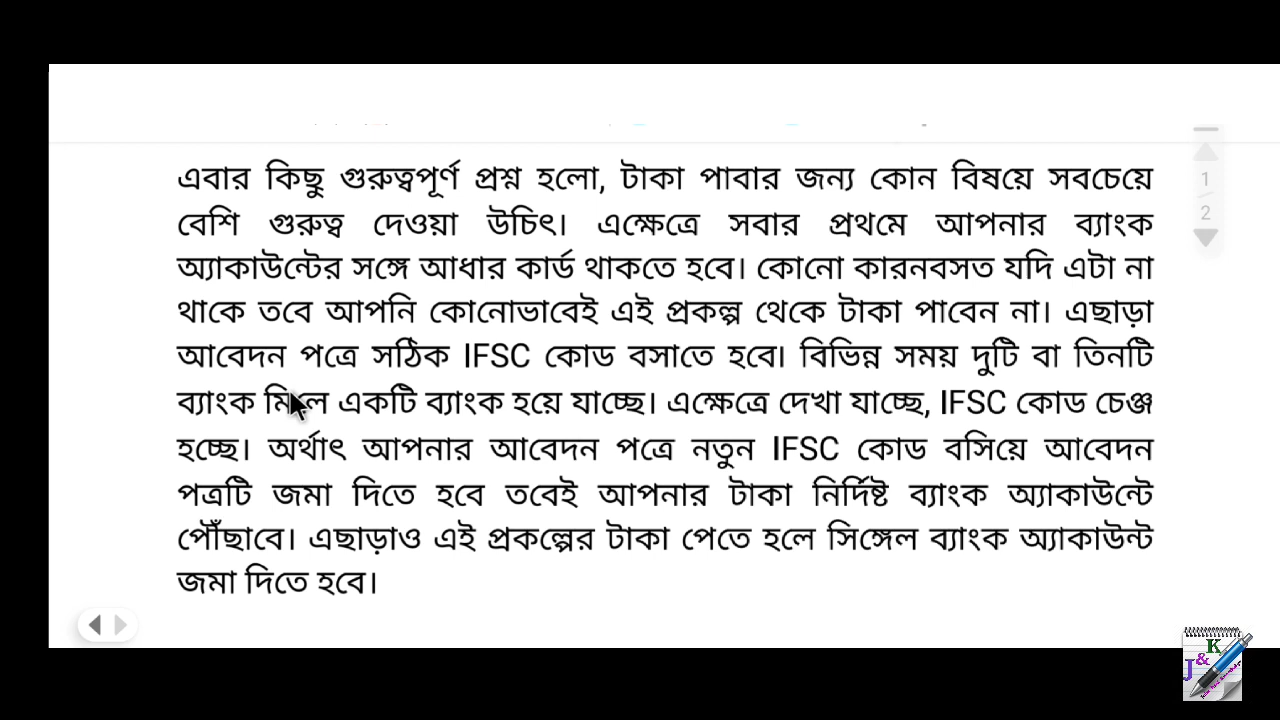 এবার কিছু গুরুত্বপূর্ণ প্রশ্ন হলো, টাকা পাবার জন্য কোন বিষয়ে সবচেয়ে
বেশি গুরুত্ব দেওয়া উচিৎ। এক্ষেত্রে সবার প্রথমে আপনার ব্যাংক
অ্যাকাউন্টের সঙ্গে আধার কার্ড থাকতে হবে। কোনো কারনবসত যদি এটা না
থাকে তবে আপনি কোনোভাবেই এই প্রকল্প থেকে টাকা পাবেন না। এছাড়া
আবেদন পত্রে সঠিক IFSC কোড বসাতে হবে। বিভিন্ন সময় দুটি বা তিনটি
ব্যাংক একটি ব্যাংক হয়ে যাচ্ছে। এক্ষেত্রে দেখা যাচ্ছে, IFSC কোড চেঞ্জ
হচ্ছে। অর্থাৎ আপনার আবেদন পত্রে নতুন IFSC কোড বসিয়ে আবেদন
পত্রটি জমা দিতে হবে তবেই আপনার টাকা নির্দিষ্ট ব্যাংক অ্যাকাউন্টে
পৌঁছাবে। এছাড়াও এই প্রকল্পের টাকা পেতে হলে সিঙ্গেল ব্যাংক অ্যাকাউন্ট
জমা দিতে হবে।
1
2
J&K